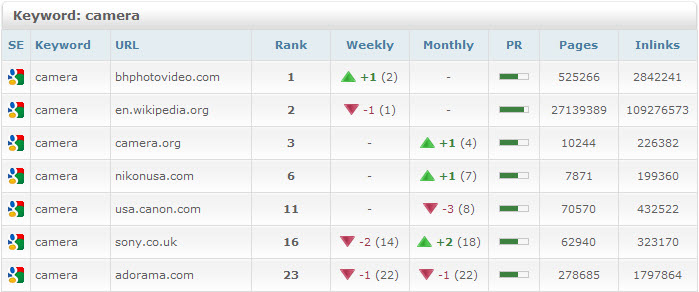 Keyword: camera
SE Keyword URL Rank Weekly Monthly PR Pages Inlinks
camera bhphotovideo.com 1 +1 (2) - 525266 2842241
camera en.wikipedia.org 2 -1 (1) - 27139389 109276573
camera camera.org 3 - +1 (4) 10244 226382
camera nikonusa.com 6 - +1 (7) 7871 199360
camera usa.canon.com 11 - -3 (8) 70570 432522
camera sony.co.uk 16 -2 (14) +2 (18) 62940 323170
camera adorama.com 23 -1 (22) -1 (22) 278685 1797864